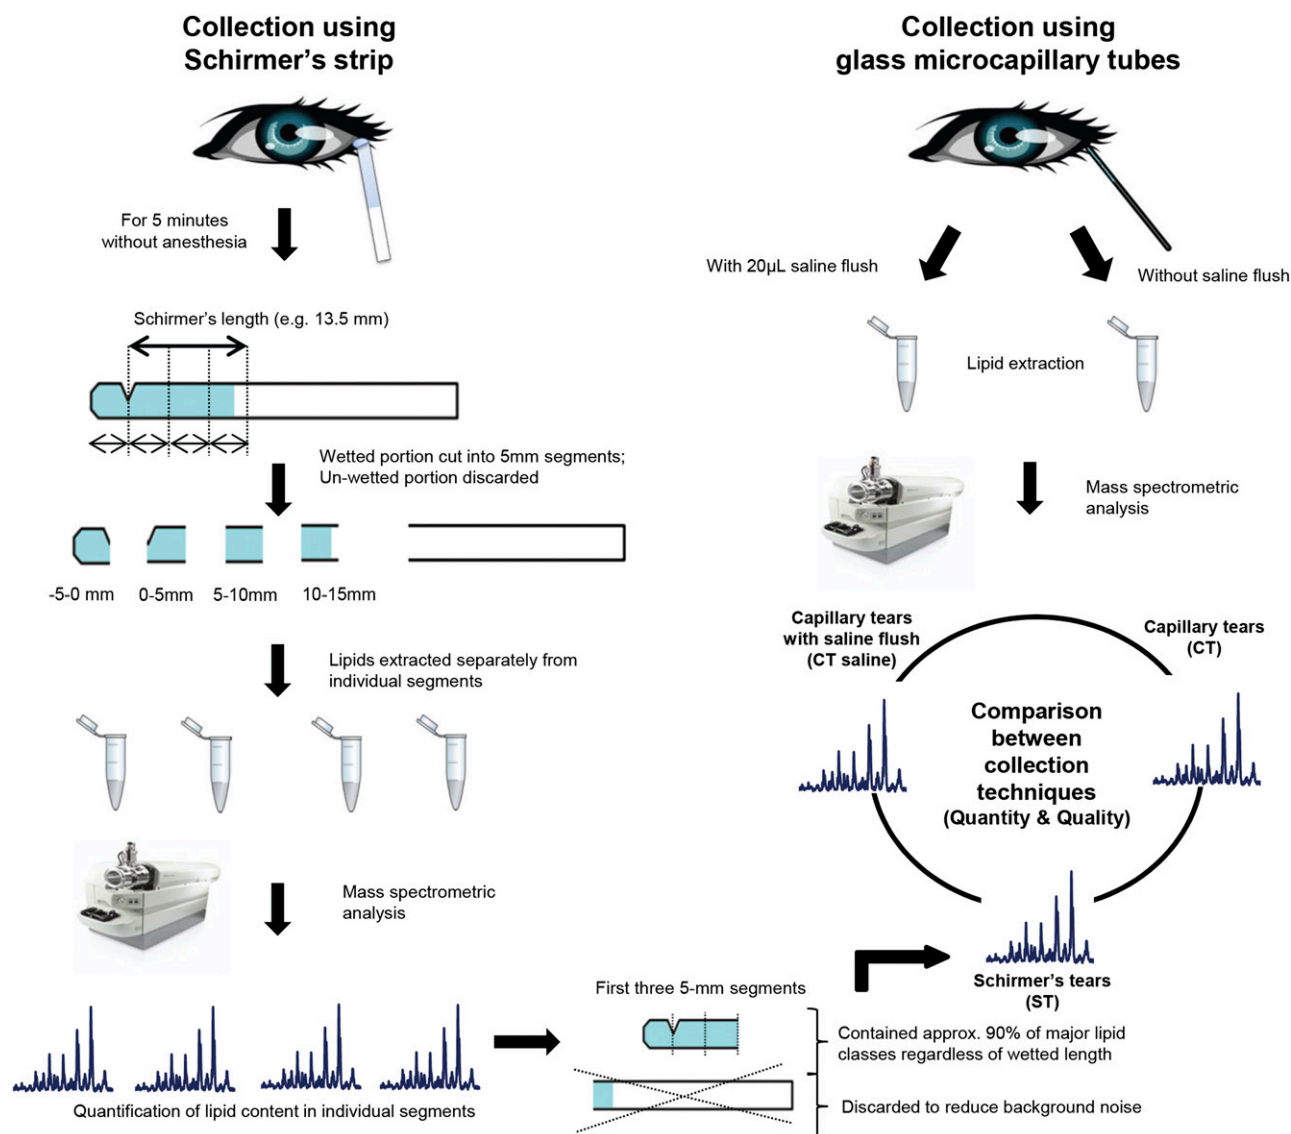 Collection using
Schirmer's strip
For 5 minutes
without anesthesia
Schirmer's length (e.g. 13.5 mm)
Wetted portion cut into 5mm segments;
Un-wetted portion discarded
-5-0 mm
0-5mm
5-10mm
10-15mm
Lipids extracted separately from
individual segments
Mass spectrometric
analysis
Quantification of lipid content in individual segments
First three 5-mm segments
Contained approx. 90% of major lipid
classes regardless of wetted length
Discarded to reduce background noise
Collection using
glass microcapillary tubes
With 20µL saline flush
Without saline flush
Lipid extraction
Mass spectrometric
analysis
Capillary tears
with saline flush
(CT saline)
Capillary tears
(CT)
Comparison
between
collection
techniques
(Quantity & Quality)
Schirmer's tears
(ST)